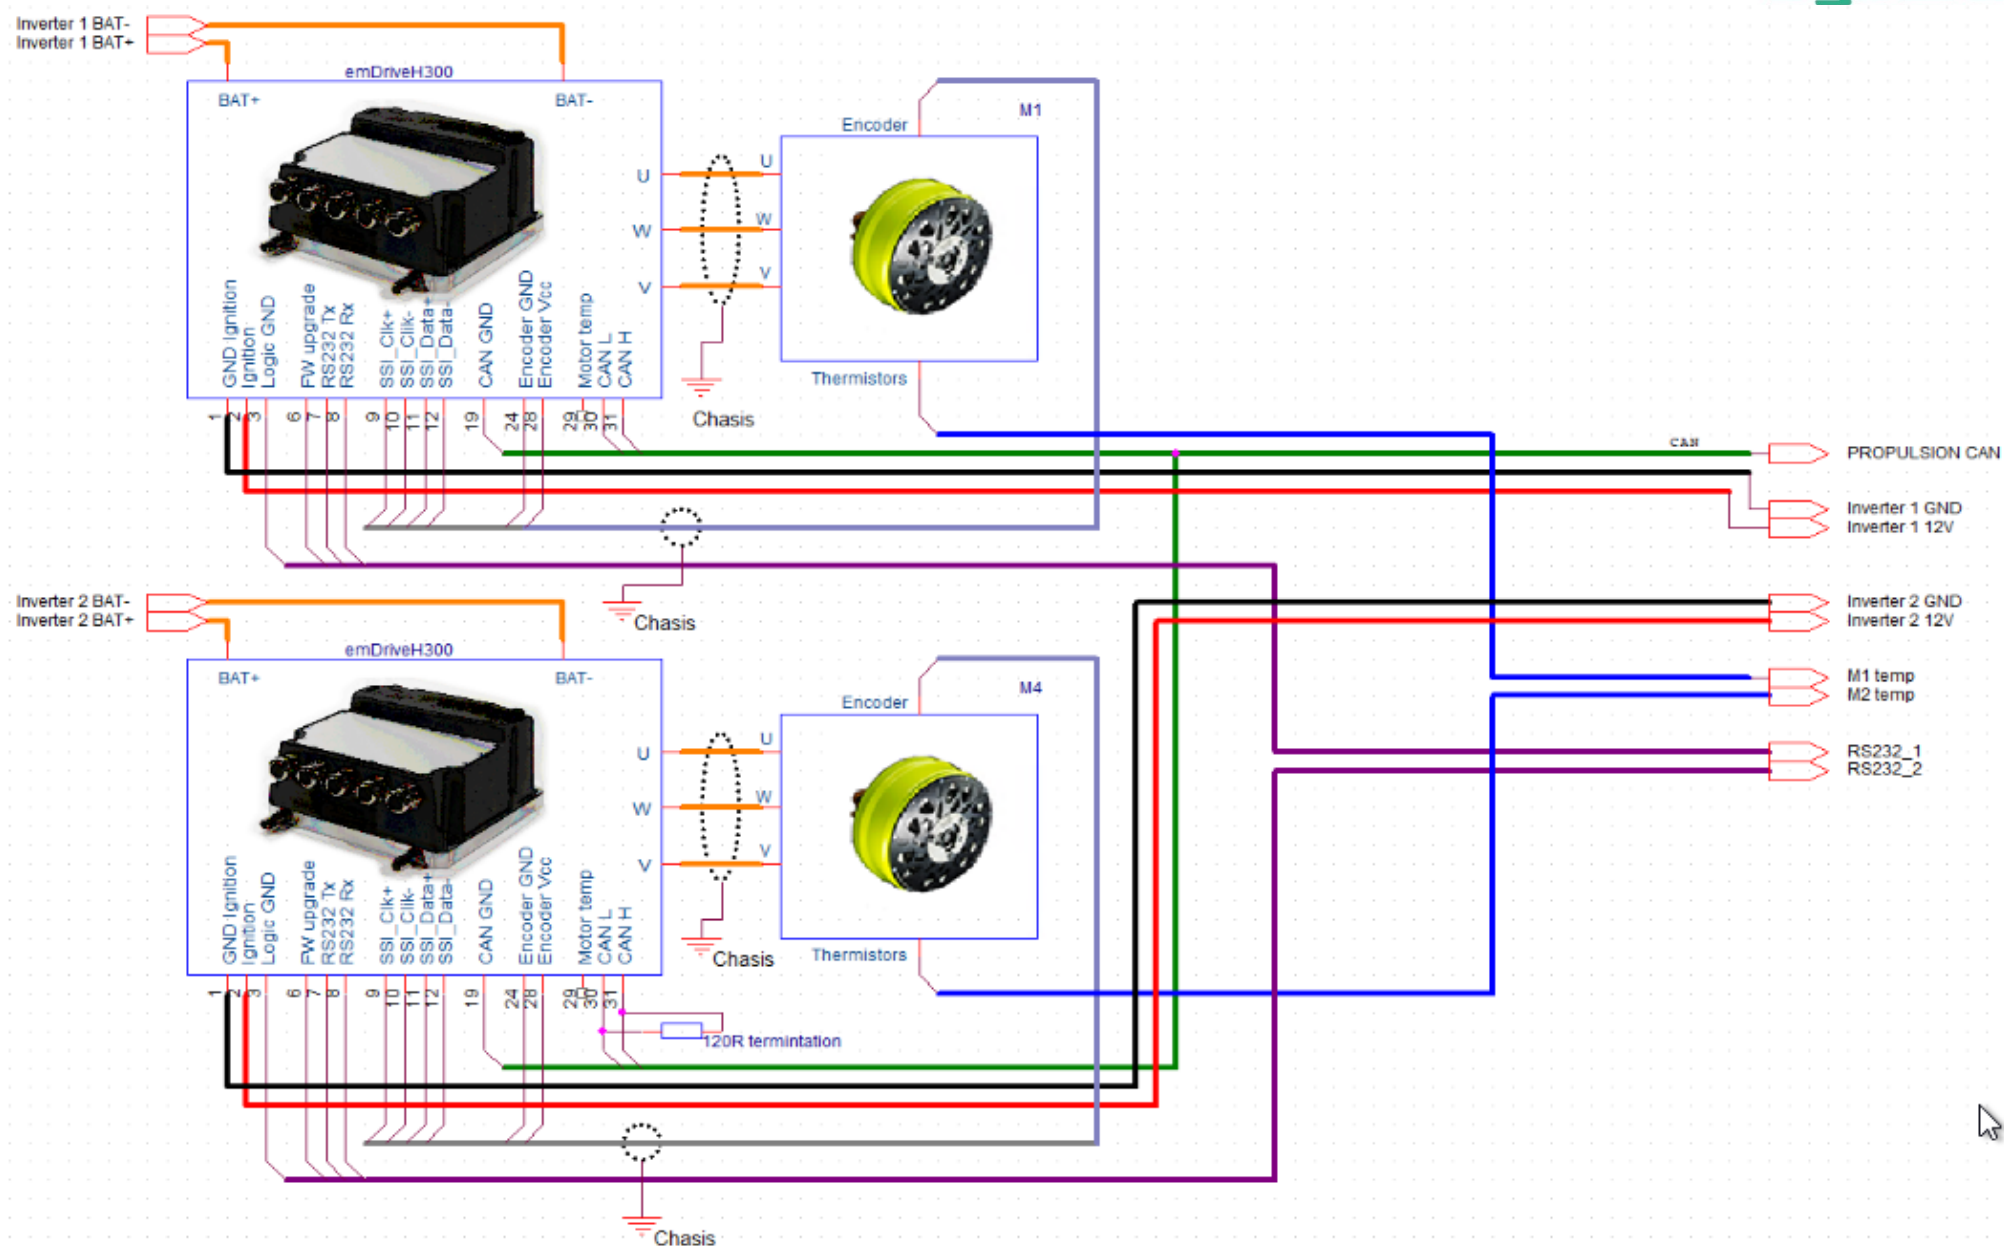 Inverter 1 BAT-
Inverter 1 BAT+
emDriveH300
BAT+
BAT-
M1
Encoder
U
W
V
U
W
V
GND Ignition
Ignition
Logic GND
FW upgrade
RS232 Tx
RS232 Rx
SSI_Clk+
SSI_Clik-
SSI_Data+
SSI_Data-
CAN GND
Encoder GND
Encoder Vcc
Motor temp
CAN L
CAN H
Thermistors
1
2
3
6
7
8
9
10
11
12
19
24
28
29
30
31
Chasis
CAN
PROPULSION CAN
Inverter 1 GND
Inverter 1 12V
Chasis
Inverter 2 BAT-
Inverter 2 BAT+
Inverter 2 GND
Inverter 2 12V
emDriveH300
BAT+
BAT-
M4
Encoder
M1 temp
M2 temp
RS232_1
RS232_2
U
W
V
U
W
V
GND Ignition
Ignition
Logic GND
FW upgrade
RS232 Tx
RS232 Rx
SSI_Clk+
SSI_Clik-
SSI_Data+
SSI_Data-
CAN GND
Encoder GND
Encoder Vcc
Motor temp
CAN L
CAN H
Thermistors
Chasis
1
2
3
6
7
8
9
10
11
12
19
24
28
29
30
31
120R termintation
Chasis